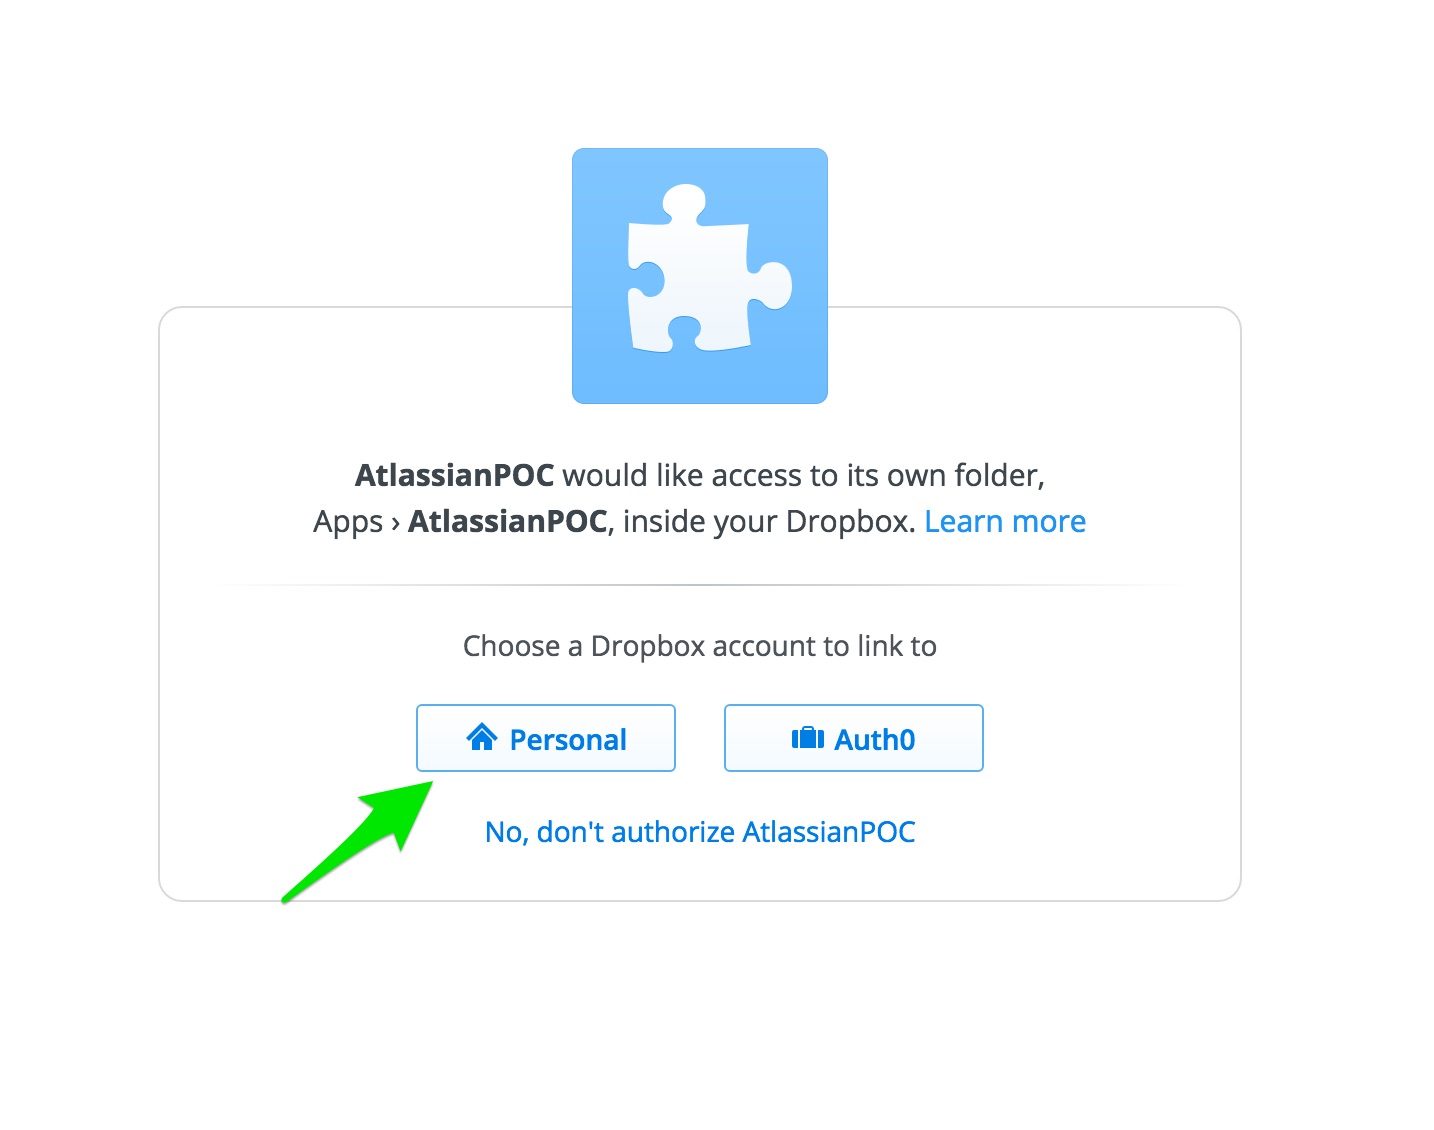 AtlassianPOC would like access to its own folder,
Apps › AtlassianPOC, inside your Dropbox. Learn more
Choose a Dropbox account to link to
Personal
Auth0
No, don't authorize AtlassianPOC